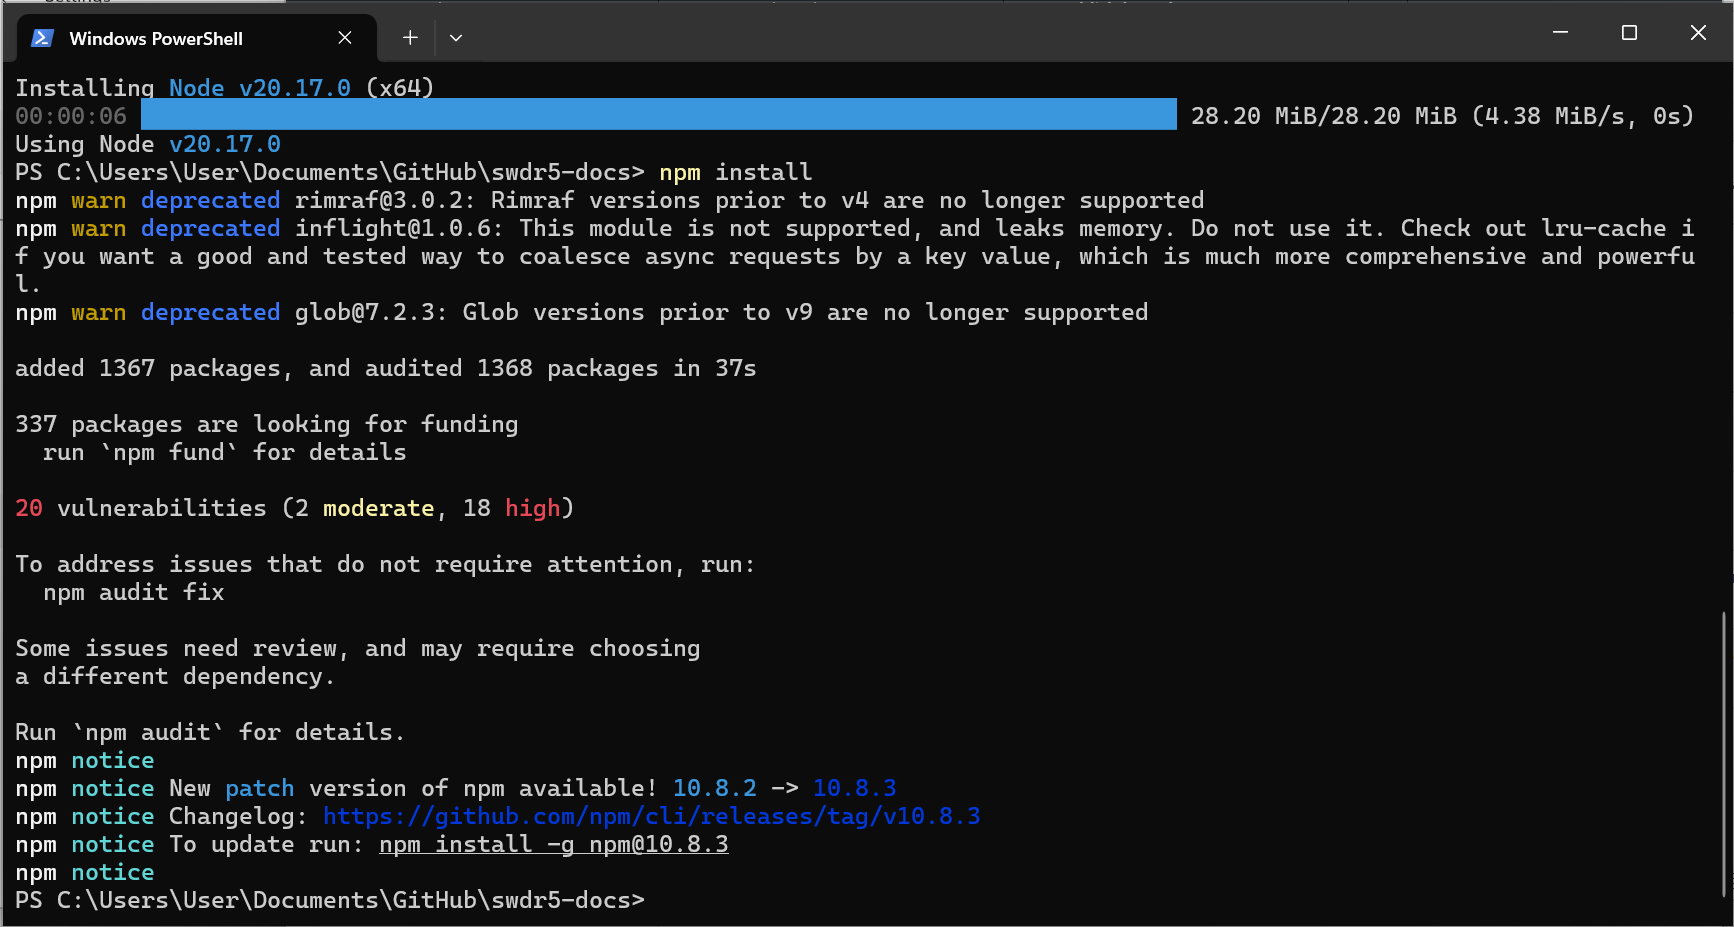 Windows PowerShell
Installing Node v20.17.0 (x64)
00:00:06 28.20 MiB/28.20 MiB (4.38 MiB/s, 0s)
Using Node v20.17.0
PS C:\Users\User\Documents\GitHub\swdr5-docs> npm install
npm warn deprecated rimraf@3.0.2: Rimraf versions prior to v4 are no longer supported
npm warn deprecated inflight@1.0.6: This module is not supported, and leaks memory. Do not use it. Check out lru-cache i
f you want a good and tested way to coalesce async requests by a key value, which is much more comprehensive and powerfu
l.
npm warn deprecated glob@7.2.3: Glob versions prior to v9 are no longer supported
added 1367 packages, and audited 1368 packages in 37s
337 packages are looking for funding
  run `npm fund` for details
20 vulnerabilities (2 moderate, 18 high)
To address issues that do not require attention, run:
  npm audit fix
Some issues need review, and may require choosing
a different dependency.
Run `npm audit` for details.
npm notice
npm notice New patch version of npm available! 10.8.2 -> 10.8.3
npm notice Changelog: https://github.com/npm/cli/releases/tag/v10.8.3
npm notice To update run: npm install -g npm@10.8.3
npm notice
PS C:\Users\User\Documents\GitHub\swdr5-docs>